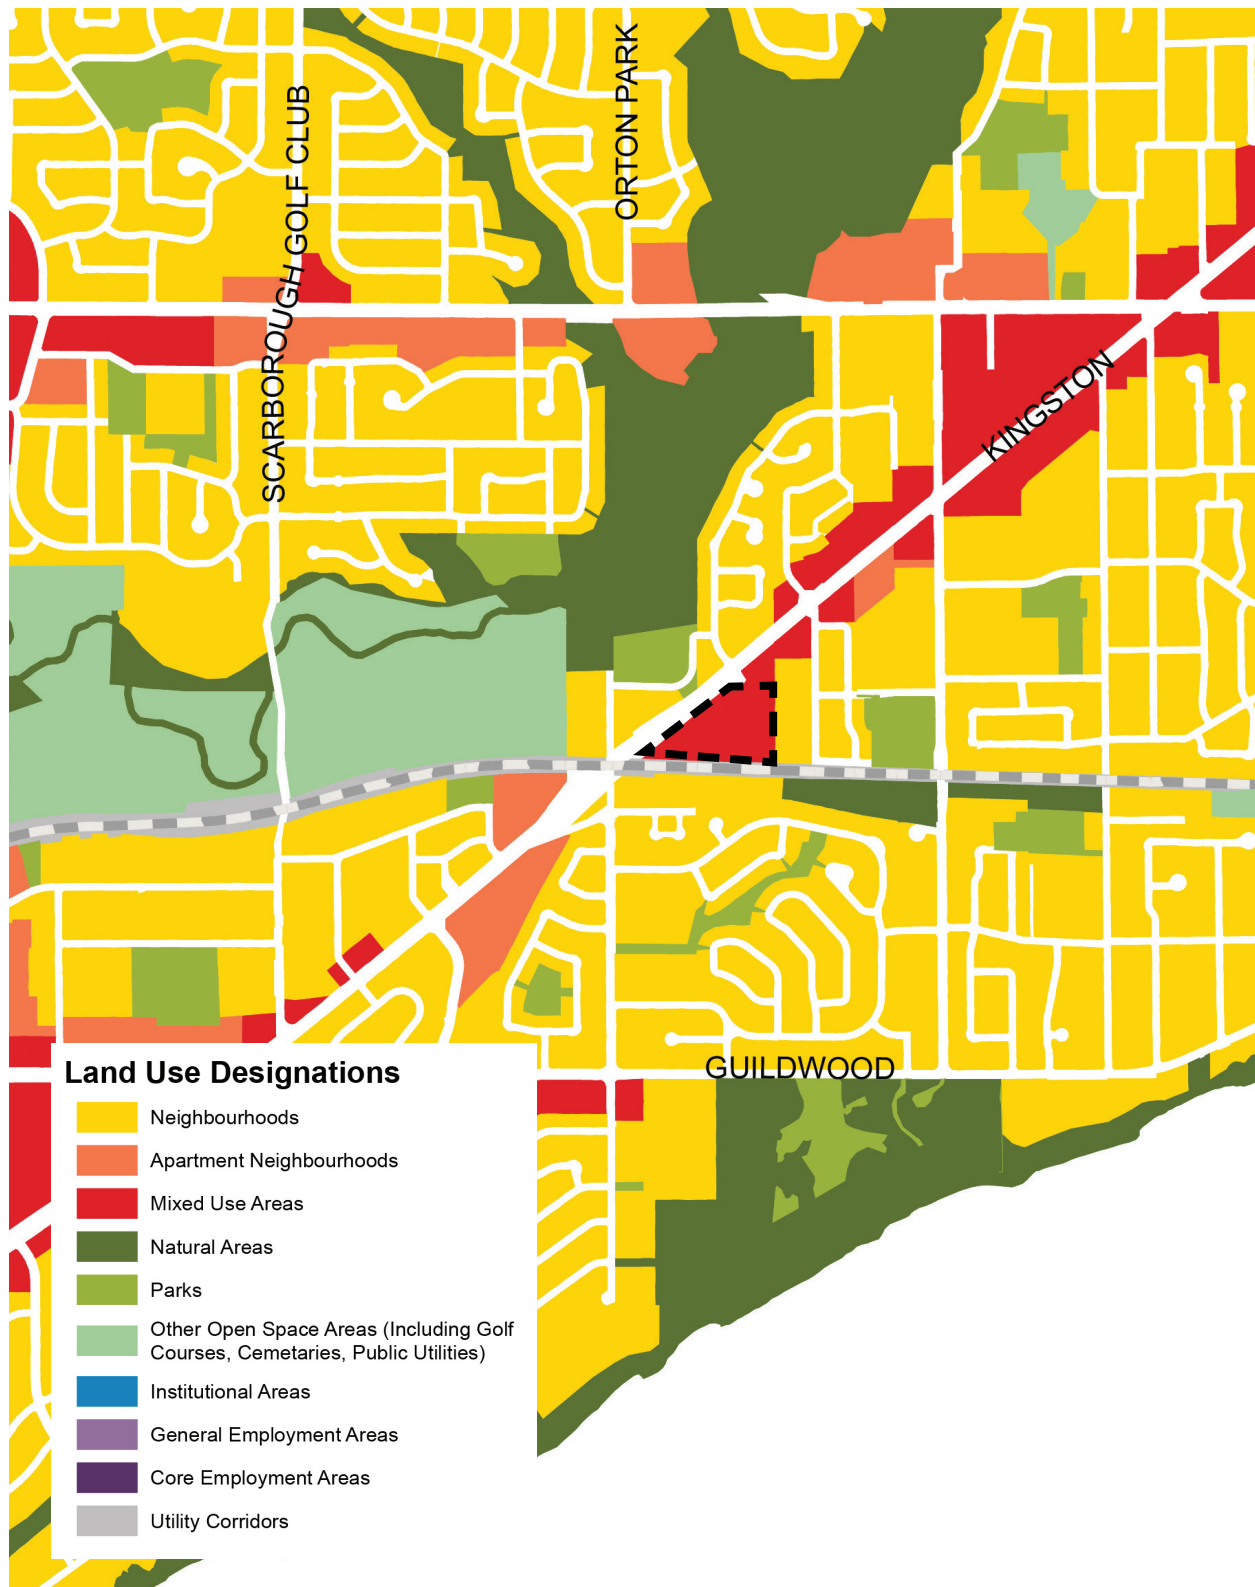 ORTON PARK
SCARBOROUGH GOLF CLUB
KINGSTON
GUILDWOOD
Land Use Designations
Neighbourhoods
Apartment Neighbourhoods
Mixed Use Areas
Natural Areas
Parks
Other Open Space Areas (Including Golf
Courses, Cemetaries, Public Utilities)
Institutional Areas
General Employment Areas
Core Employment Areas
Utility Corridors